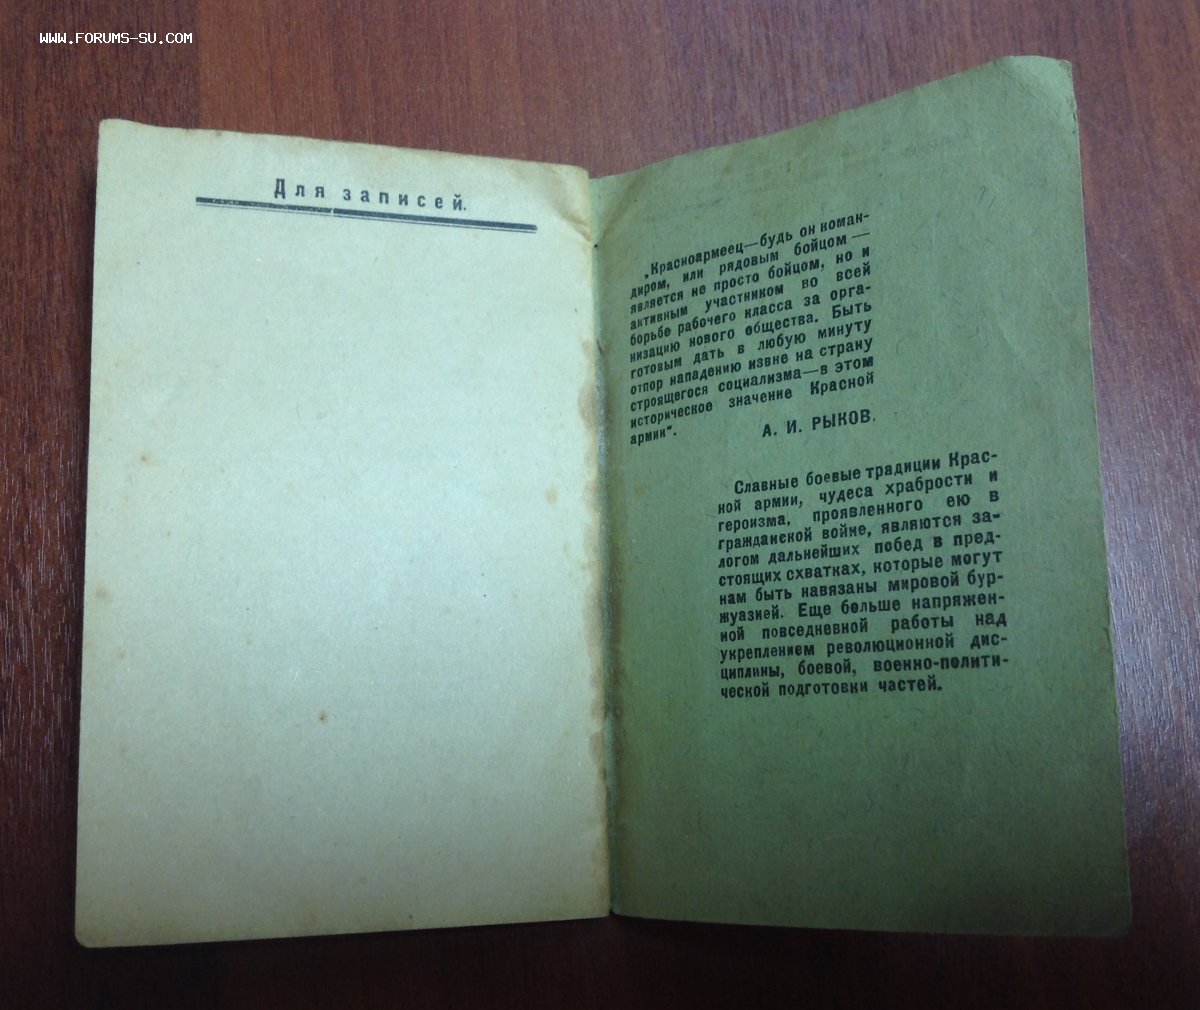 WWW.FORUMS-SU.COM
Для записей.
„Красноармеец—будь он коман-
диром, или рядовым бойцом —
является не просто бойцом, но и
активным участником во всей
борьбе рабочего класса за орга-
низацию нового общества. Быть
готовым дать в любую минуту
отпор нападению извне на страну
строящегося социализма—в этом
историческое значение Красной
армии“.
А. И. РЫКОВ.
Славные боевые традиции Крас-
ной армии, чудеса храбрости и
героизма, проявленного ею в
гражданской войне, являются за-
логом дальнейших побед в пред-
стоящих схватках, которые могут
нам быть навязаны мировой бур-
жуазией. Еще больше напряжен-
ной повседневной работы над
укреплением революционной дис-
циплины, боевой, военно-полити-
ческой подготовки частей.